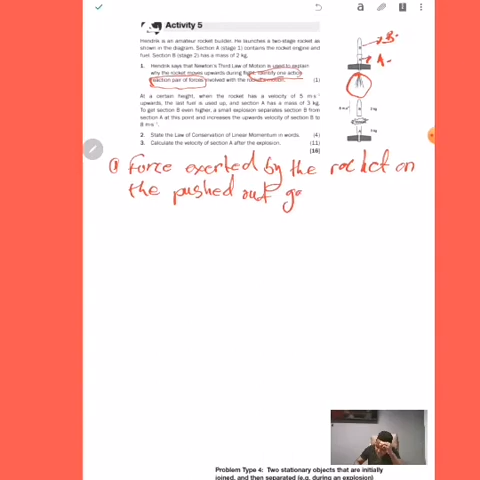 a
Activity 5
Hendrik is an amateur rocket builder. He launches a two-stage rocket as
shown in the diagram. Section A (stage 1) contains the rocket engine and
fuel. Section B (stage 2) has a mass of 2 kg.
1. Hendrik says that Newton's Third Law of Motion is used to explain
why the rocket moves upwards during flight. Identify one action
reaction pair of forces involved with the rocket's motion. (1)
At a certain height, when the rocket has a velocity of 5 m·s⁻¹
upwards, the last fuel is used up, and section A has a mass of 3 kg.
To get section B even higher, a small explosion separates section B from
section A at this point and increases the upwards velocity of section B to
8 m·s⁻¹.
2. State the Law of Conservation of Linear Momentum in words. (4)
3. Calculate the velocity of section A after the explosion. (11)
[16]
B.
A.
① Force exerted by the rocket on
the pushed out ga
Problem Type 4: Two stationary objects that are initially
joined, and then separated (e.g. during an explosion)